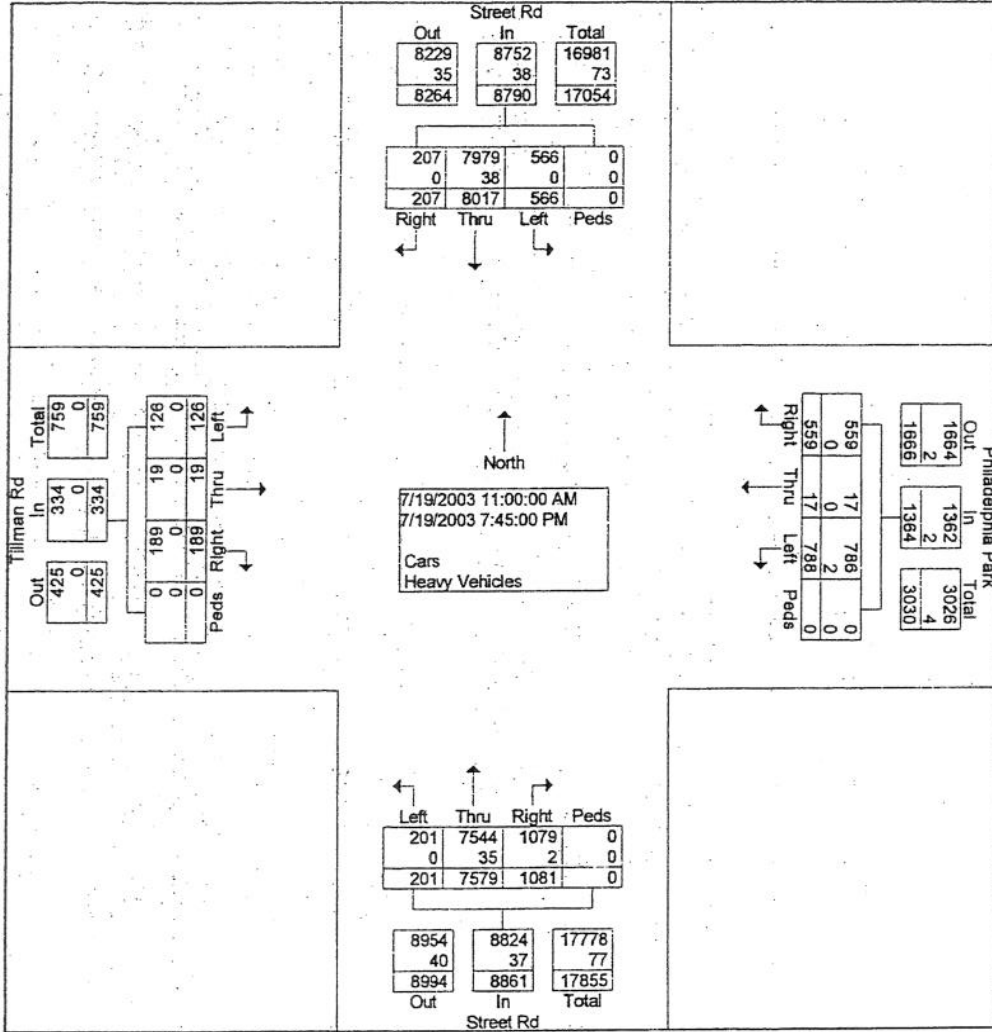 Street Rd
Out In Total
8229 8752 16981
35 38 73
8264 8790 17054
207 7979 566 0
0 38 0 0
207 8017 566 0
Right Thru Left Peds
Tillman Rd
Out In Total
425 334 759
0 0 0
425 334 759
Peds Right Thru Left
0 189 19 126
0 0 0 0
0 189 19 126
North
7/19/2003 11:00:00 AM
7/19/2003 7:45:00 PM
Cars
Heavy Vehicles
Philadelphia Park
Out In Total
1664 1362 3026
2 2 4
1666 1364 3030
559 17 786 0
0 0 2 0
559 17 788 0
Right Thru Left Peds
Left Thru Right Peds
201 7544 1079 0
0 35 2 0
201 7579 1081 0
8954 8824 17778
40 37 77
8994 8861 17855
Out In Total
Street Rd